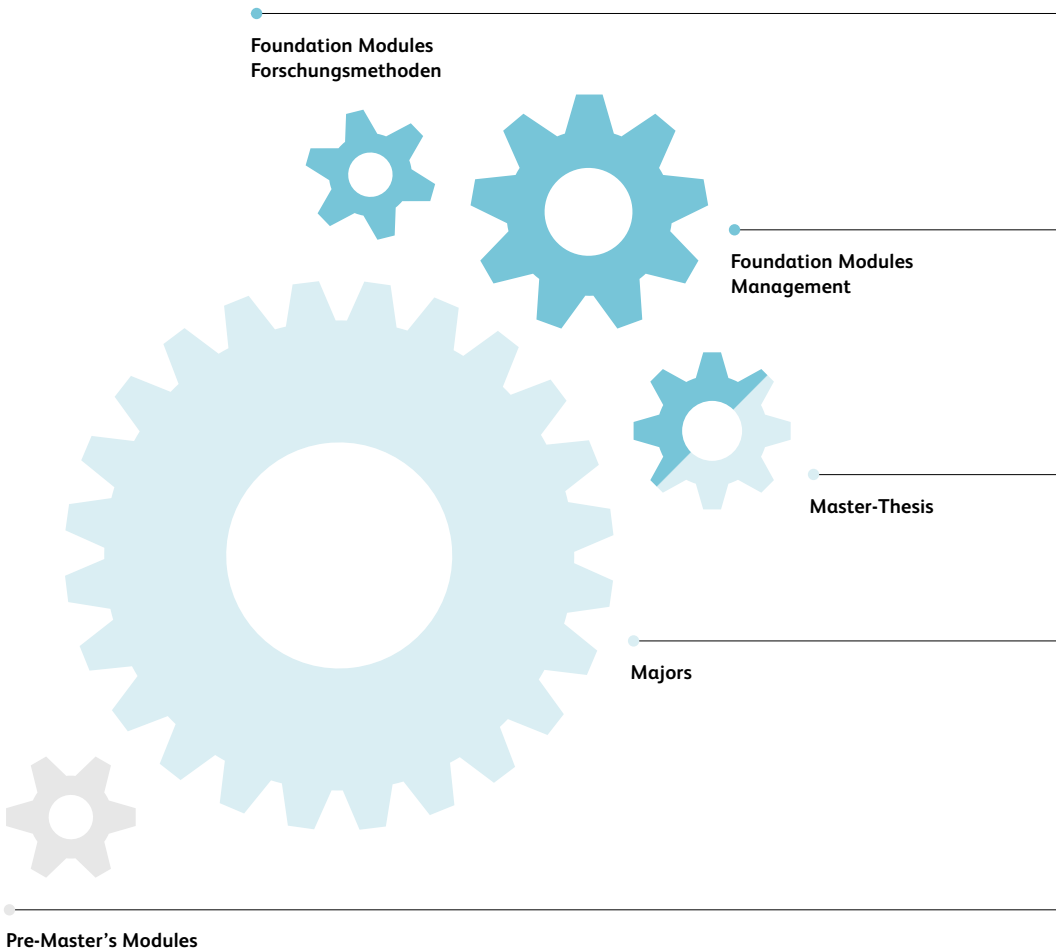 Foundation Modules
Forschungsmethoden
Foundation Modules
Management
Master-Thesis
Majors
Pre-Master's Modules